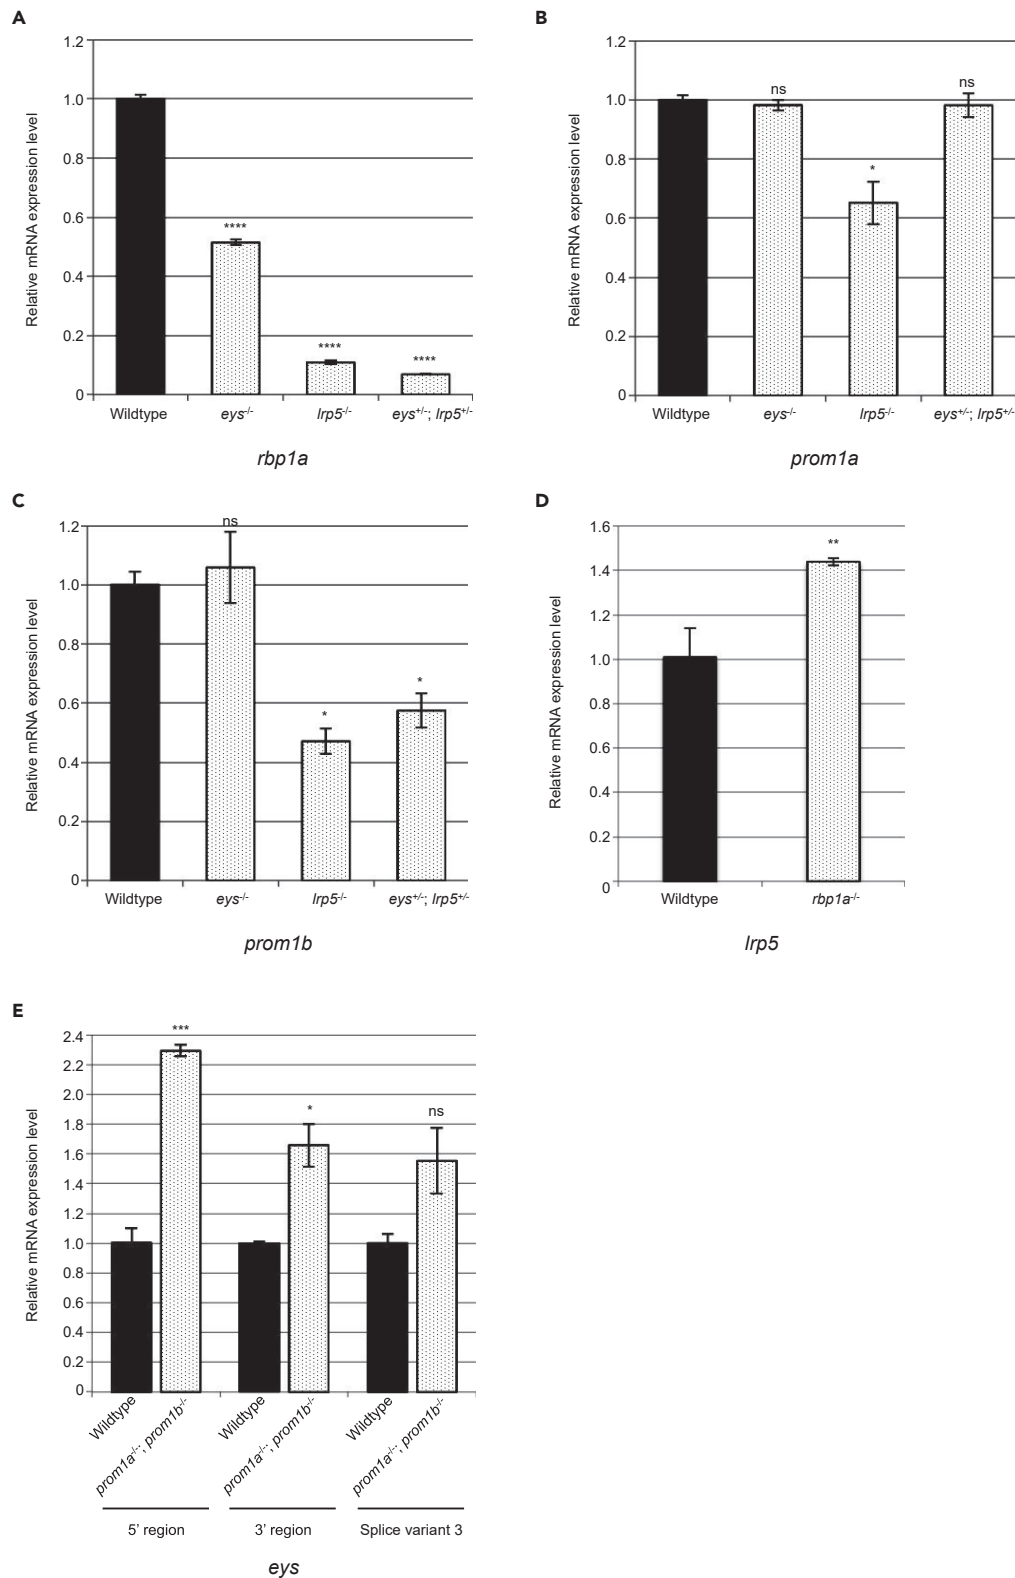 A
Relative mRNA expression level
1.2
1.0
0.8
0.6
0.4
0.2
0
****
****
****
Wildtype eys-/- lrp5-/- eys+/-; lrp5+/-
rbp1a
B
Relative mRNA expression level
1.2
1.0
0.8
0.6
0.4
0.2
0
ns
*
ns
Wildtype eys-/- lrp5-/- eys+/-; lrp5+/-
prom1a
C
Relative mRNA expression level
1.2
1.0
0.8
0.6
0.4
0.2
0
ns
*
*
Wildtype eys-/- lrp5-/- eys+/-; lrp5+/-
prom1b
D
Relative mRNA expression level
1.6
1.4
1.2
1.0
0.8
0.6
0.4
0.2
0
**
Wildtype rbp1a-/-
lrp5
E
Relative mRNA expression level
2.4
2.2
2.0
1.8
1.6
1.4
1.2
1.0
0.8
0.6
0.4
0.2
0
***
*
ns
Wildtype
prom1a-/-; prom1b-/-
Wildtype
prom1a-/-; prom1b-/-
Wildtype
prom1a-/-; prom1b-/-
5’ region 3’ region Splice variant 3
eys